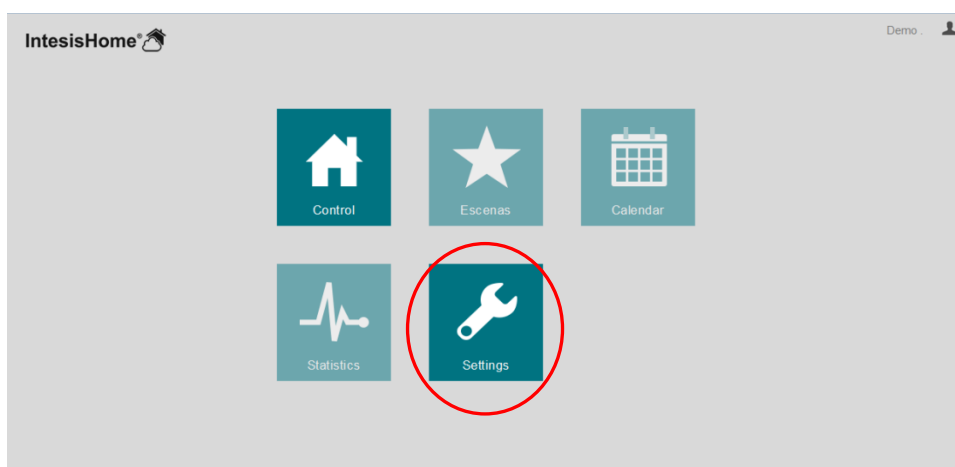 IntesisHome®
Demo .
Control
Escenas
Calendar
Statistics
Settings